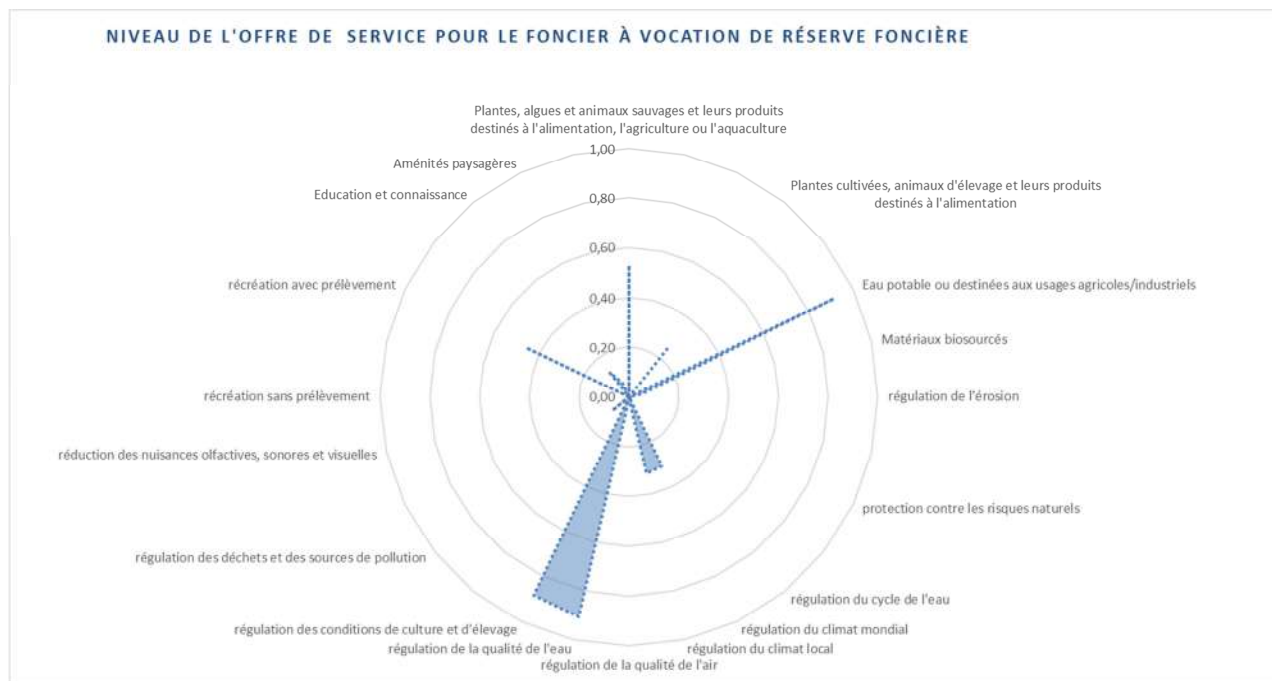 NIVEAU DE L'OFFRE DE SERVICE POUR LE FONCIER À VOCATION DE RÉSERVE FONCIÈRE
Plantes, algues et animaux sauvages et leurs produits
destinés à l'alimentation, l'agriculture ou l'aquaculture
1,00
Aménités paysagères
Plantes cultivées, animaux d'élevage et leurs produits
destinés à l'alimentation
Education et connaissance
0,80
0,60
récréation avec prélèvement
Eau potable ou destinées aux usages agricoles/industriels
0,40
Matériaux biosourcés
0,20
récréation sans prélèvement
0,00
régulation de l'érosion
réduction des nuisances olfactives, sonores et visuelles
protection contre les risques naturels
régulation des déchets et des sources de pollution
régulation du cycle de l'eau
régulation des conditions de culture et d'élevage
régulation du climat mondial
régulation de la qualité de l'eau
régulation du climat local
régulation de la qualité de l'air